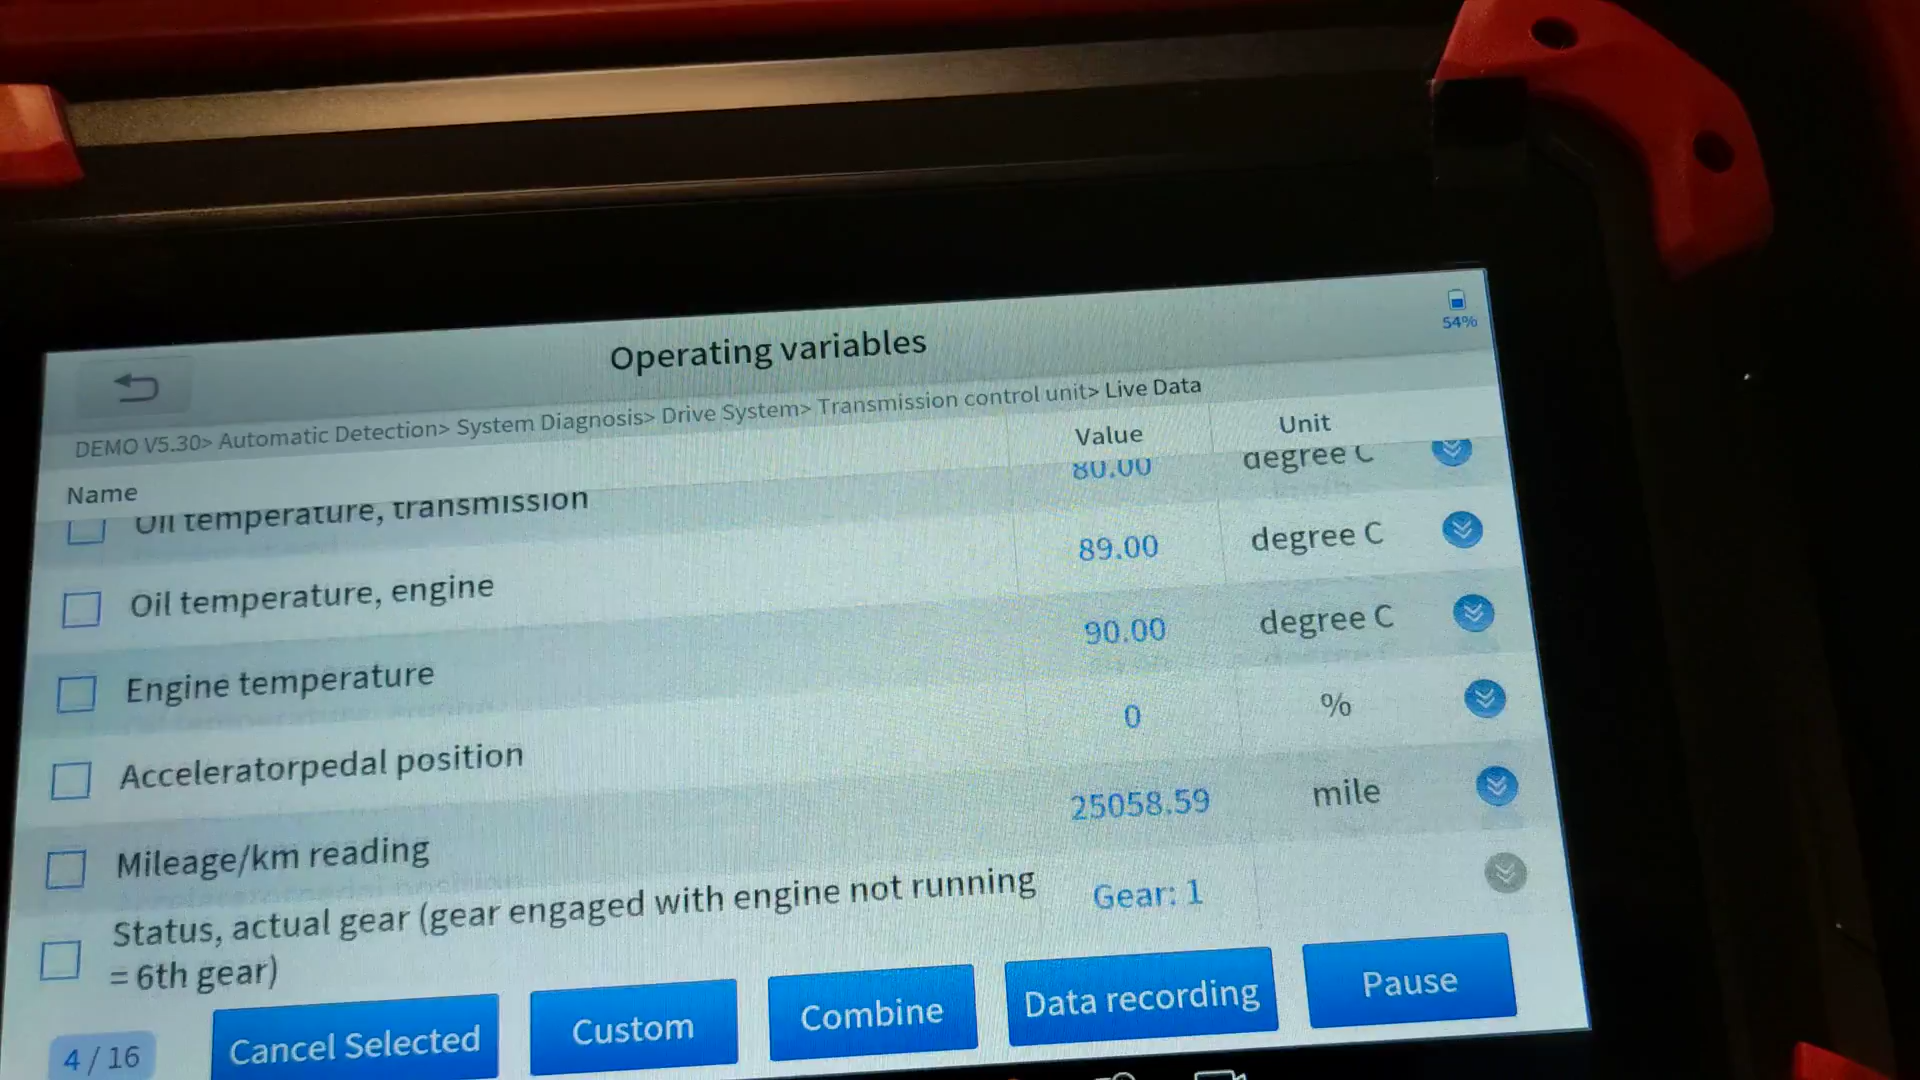 54%
Operating variables
DEMO V5.30> Automatic Detection> System Diagnosis> Drive System> Transmission control unit> Live Data
Name Value Unit
Oil temperature, transmission 80.00 degree C
Oil temperature, engine 89.00 degree C
Engine temperature 90.00 degree C
Acceleratorpedal position 0 %
Mileage/km reading 25058.59 mile
Status, actual gear (gear engaged with engine not running Gear: 1
= 6th gear)
4 / 16 Cancel Selected Custom Combine Data recording Pause